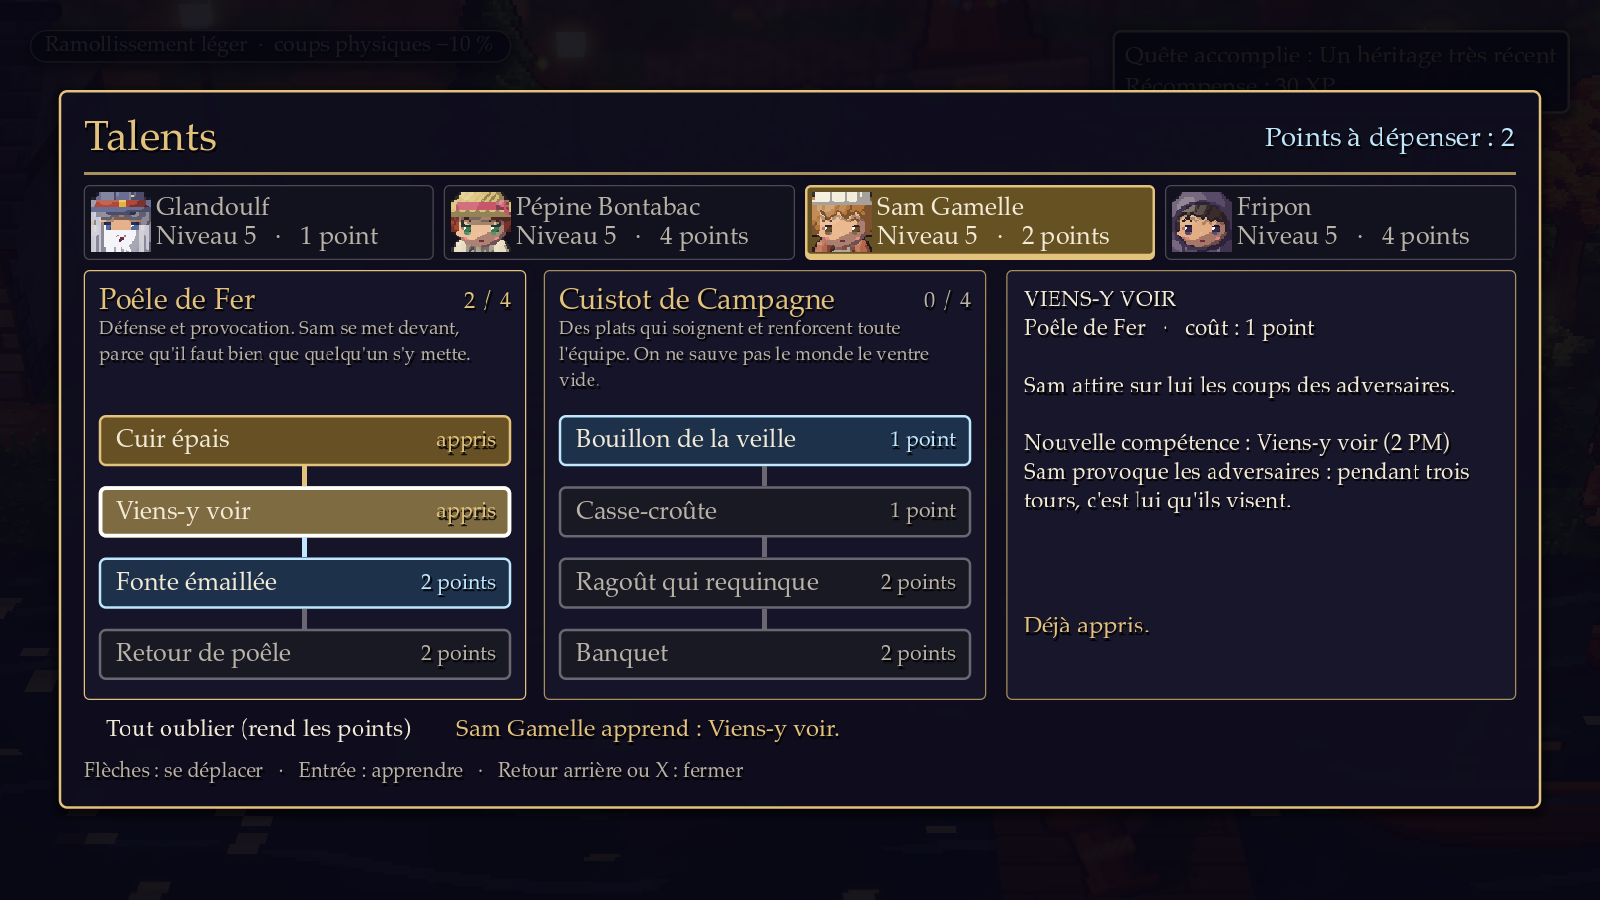 Ramollissement léger · coups physiques −10 %
Quête accomplie : Un héritage très récent
Récompense : 30 XP
Talents
Points à dépenser : 2
Glandoulf
Niveau 5 · 1 point
Pépine Bontabac
Niveau 5 · 4 points
Sam Gamelle
Niveau 5 · 2 points
Fripon
Niveau 5 · 4 points
Poêle de Fer 2 / 4
Défense et provocation. Sam se met devant,
parce qu'il faut bien que quelqu'un s'y mette.
Cuir épais appris
Viens-y voir appris
Fonte émaillée 2 points
Retour de poêle 2 points
Cuistot de Campagne 0 / 4
Des plats qui soignent et renforcent toute
l'équipe. On ne sauve pas le monde le ventre
vide.
Bouillon de la veille 1 point
Casse-croûte 1 point
Ragoût qui requinque 2 points
Banquet 2 points
VIENS-Y VOIR
Poêle de Fer · coût : 1 point
Sam attire sur lui les coups des adversaires.
Nouvelle compétence : Viens-y voir (2 PM)
Sam provoque les adversaires : pendant trois
tours, c'est lui qu'ils visent.
Déjà appris.
Tout oublier (rend les points)
Sam Gamelle apprend : Viens-y voir.
Flèches : se déplacer · Entrée : apprendre · Retour arrière ou X : fermer